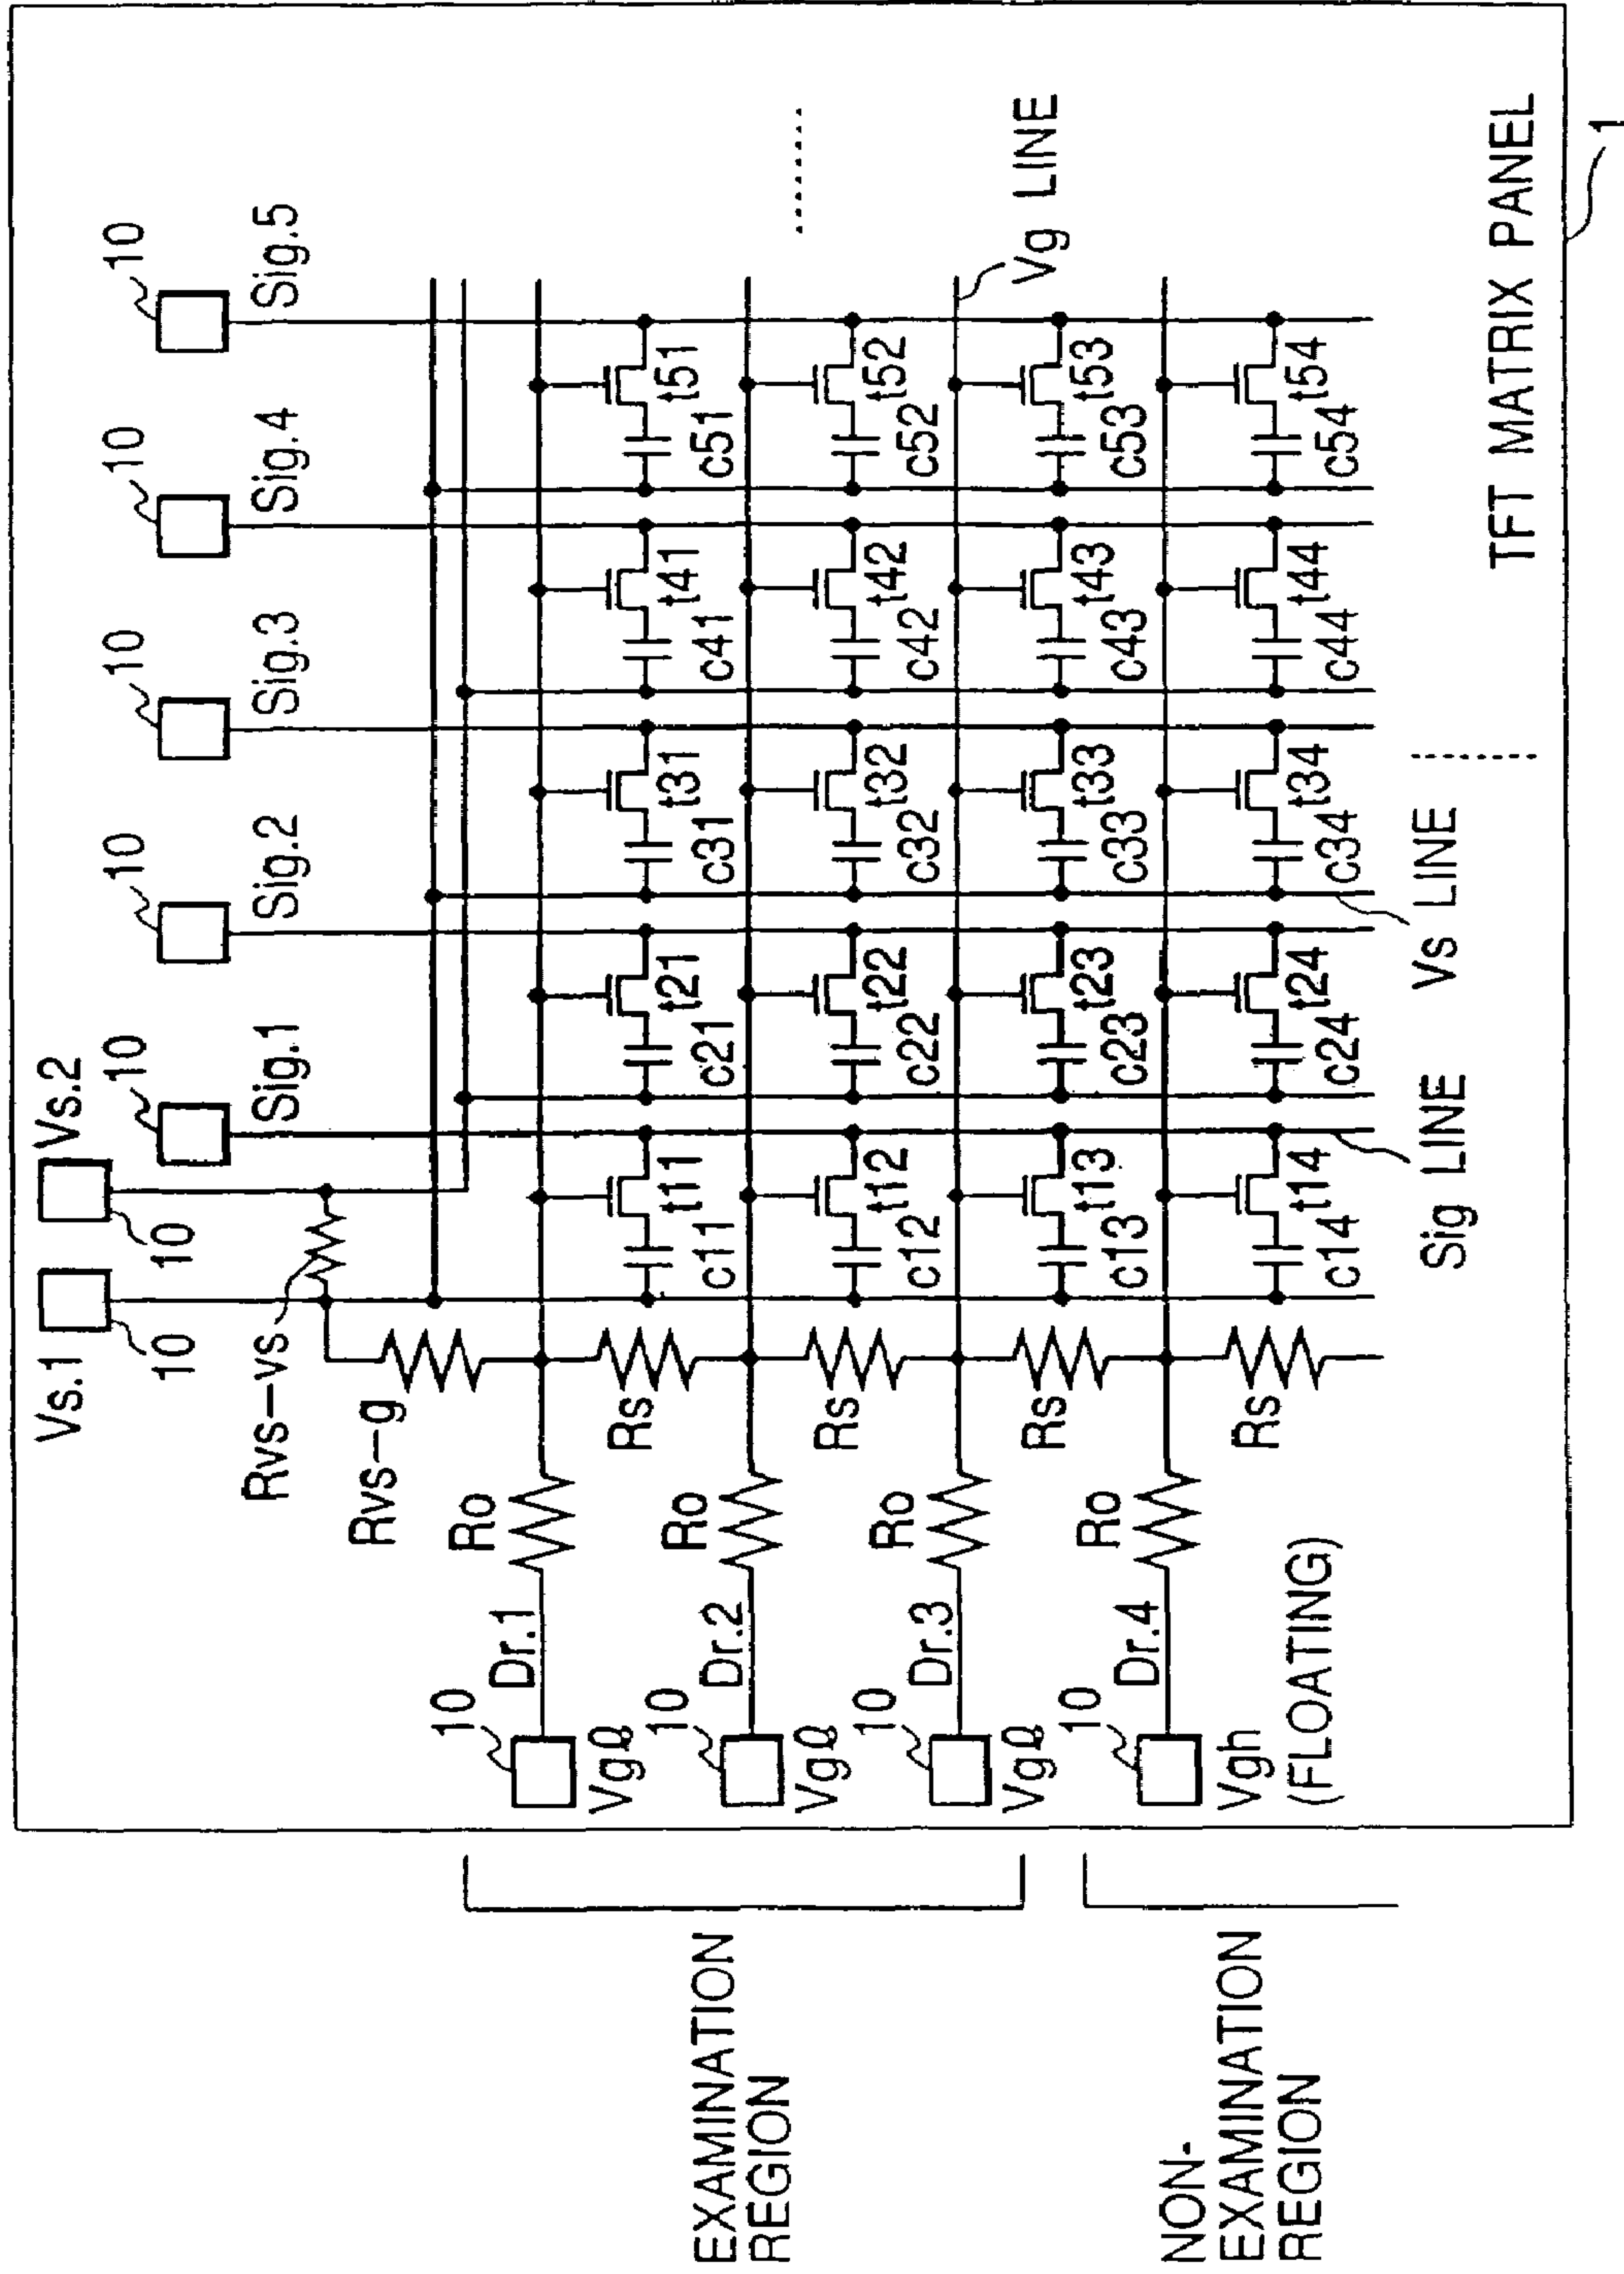 Vs.1
Vs.2
10
10
10
10
10
10
10
Sig.1
Sig.2
Sig.3
Sig.4
Sig.5
Rvs-vs
Rvs-g
Ro
10
Dr.1
Vgℓ
Rs
c11
t11
c21
t21
c31
t31
c41
t41
c51
t51
Ro
10
Dr.2
Vgℓ
Rs
c12
t12
c22
t22
c32
t32
c42
t42
c52
t52
Ro
10
Dr.3
Vgℓ
Rs
c13
t13
c23
t23
c33
t33
c43
t43
c53
t53
Vg LINE
Ro
10
Dr.4
Vgh
(FLOATING)
Rs
c14
t14
c24
t24
c34
t34
c44
t44
c54
t54
Sig LINE
Vs LINE
TFT MATRIX PANEL
1
EXAMINATION
REGION
NON-
EXAMINATION
REGION